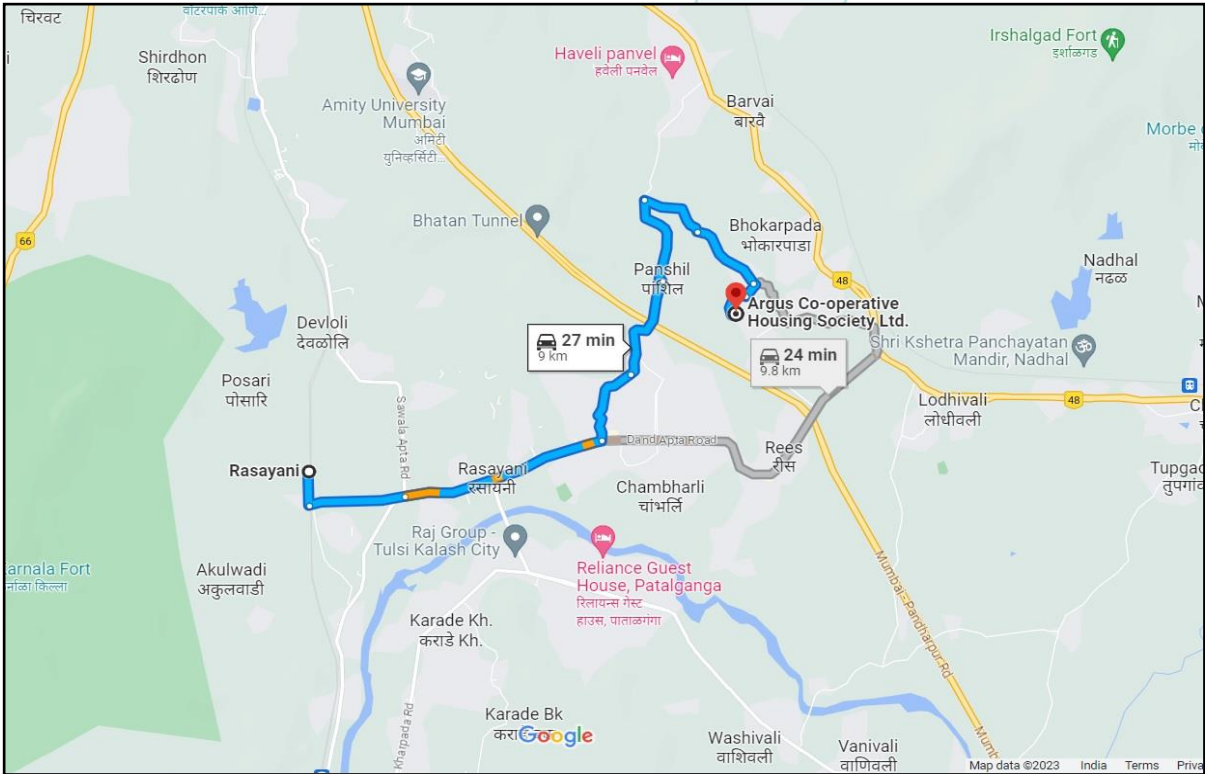 चिरवट
वॉटरपार्क आणि...
Shirdhon
शिरढोण
Haveli panvel
हवेली पनवेल
Irshalgad Fort
इर्शाळगड
Amity University
Mumbai
अमिटी
युनिव्हर्सिटी...
Barvai
बारवै
Morbe
Bhatan Tunnel
Bhokarpada
भोकारपाडा
66
Panshil
पाशिल
48
Nadhal
नढळ
Argus Co-operative
Housing Society Ltd.
Devloli
देवळोलि
27 min
9 km
24 min
9.8 km
Shri Kshetra Panchayatan
Mandir, Nadhal
Posari
पोसारि
Sawala Apta Rd
Lodhivali
लोधीवली
48
Dand Apta Road
Rees
रीस
Rasayani
Rasayani
रसायनी
Chambharli
चांभर्लि
Raj Group -
Tulsi Kalash City
Akulwadi
अकुलवाडी
arnala Fort
र्नाळा किल्ला
Reliance Guest
House, Patalganga
रिलायन्स गेस्ट
हाउस, पाताळगंगा
Karade Kh.
कराडे Kh.
Mumbai - Pandharpur Rd
Kharpada Rd
Karade Bk
Google
Washivali
वाशिवली
Vanivali
वाणिवली
Map data ©2023 India Terms Priva